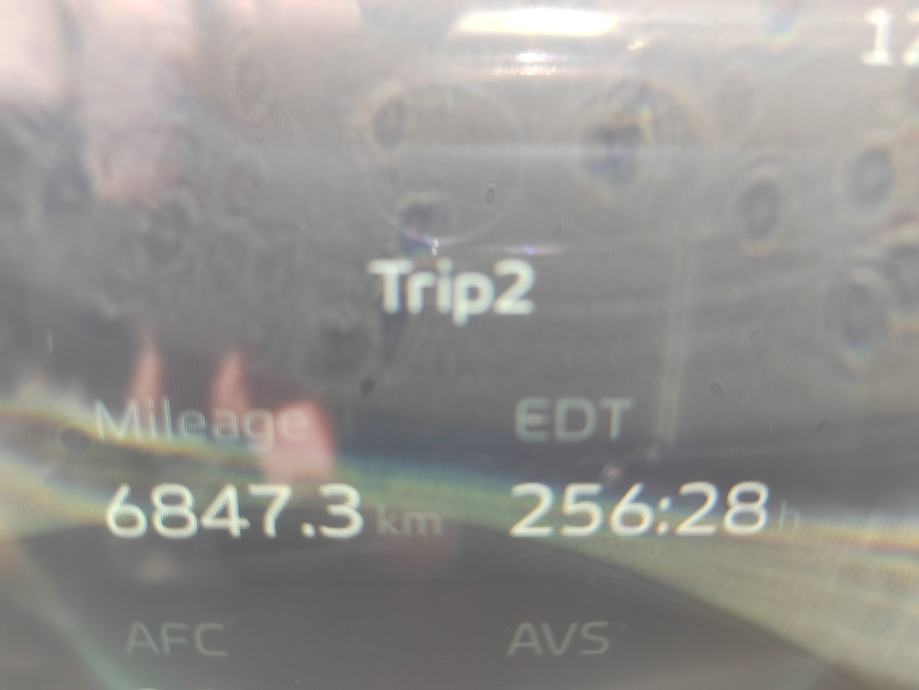 Trip2
Mileage EDT
6847.3 km 256:28 h
AFC AVS